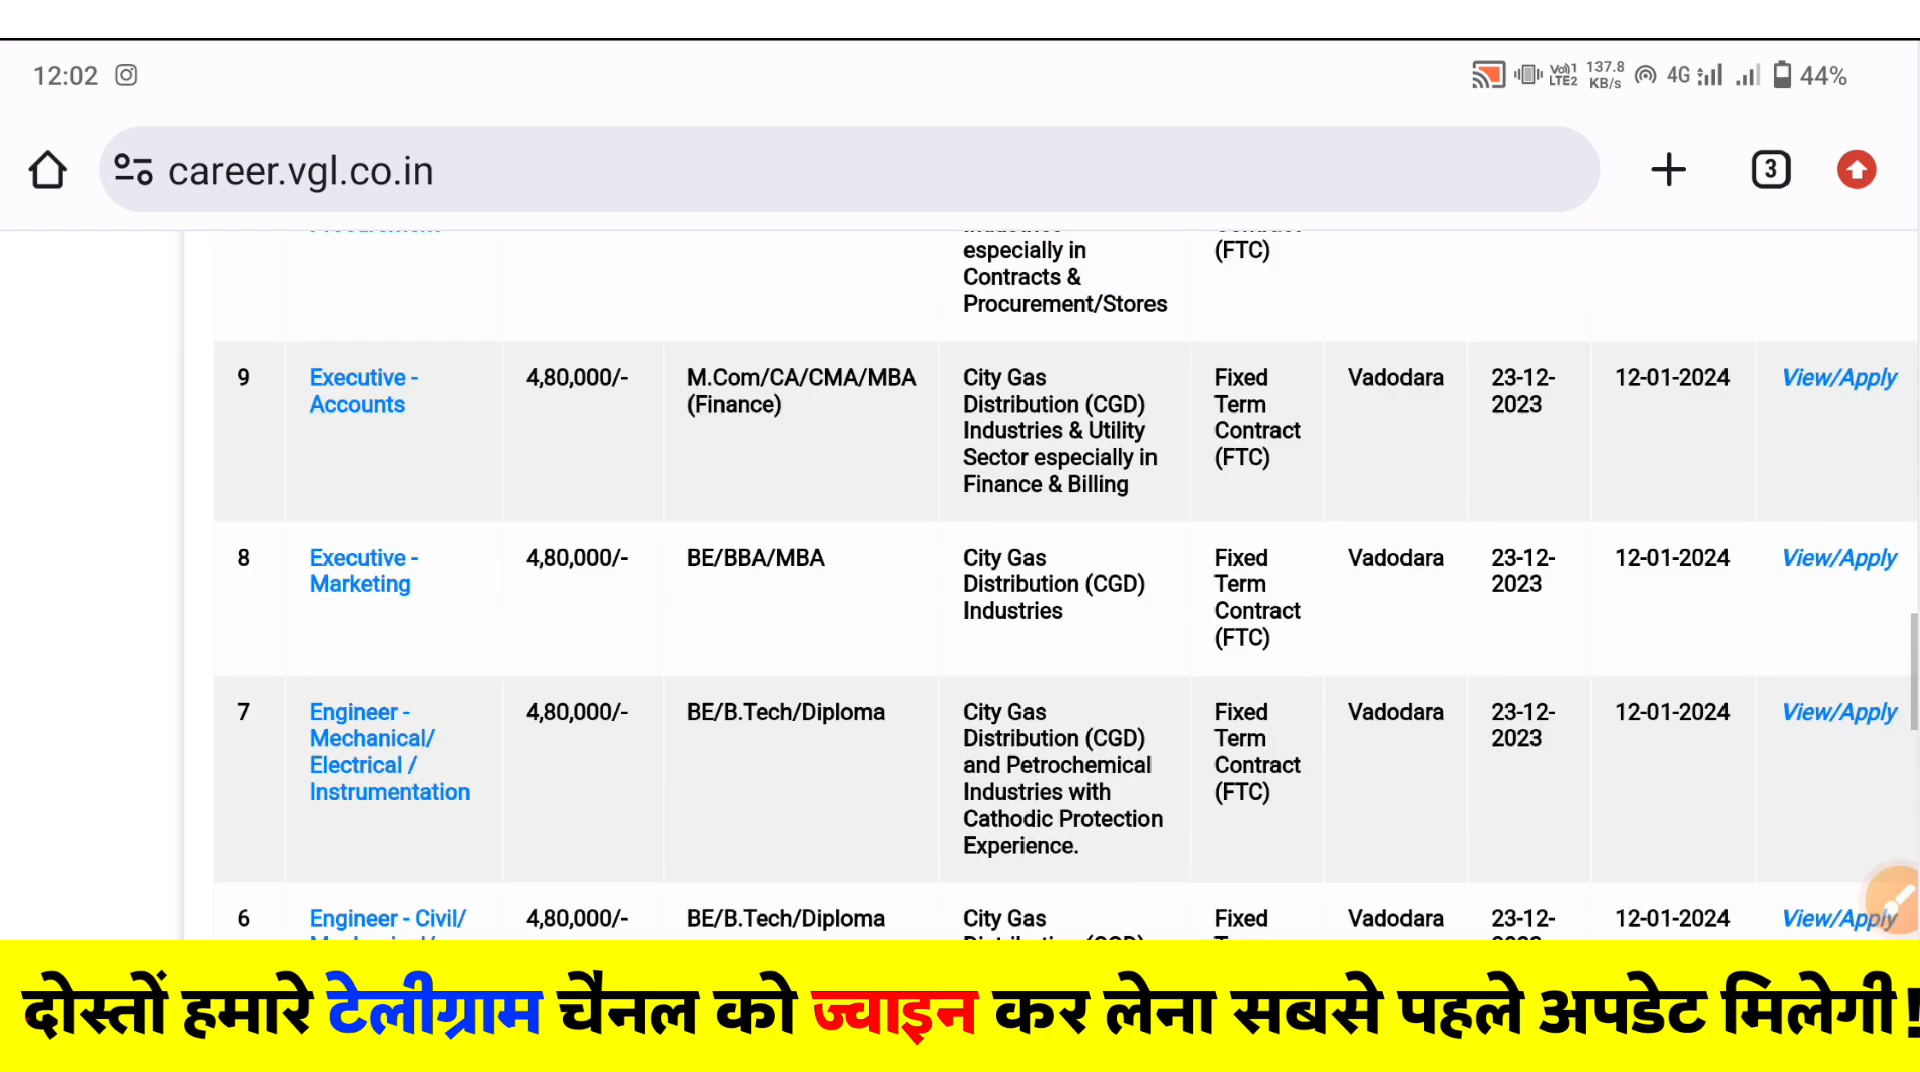 12:02
Vo)) 1 LTE2 137.8 KB/s 4G 44%
career.vgl.co.in
3
especially in
Contracts &
Procurement/Stores
(FTC)
9
Executive -
Accounts
4,80,000/-
M.Com/CA/CMA/MBA
(Finance)
City Gas
Distribution (CGD)
Industries & Utility
Sector especially in
Finance & Billing
Fixed
Term
Contract
(FTC)
Vadodara
23-12-
2023
12-01-2024
View/Apply
8
Executive -
Marketing
4,80,000/-
BE/BBA/MBA
City Gas
Distribution (CGD)
Industries
Fixed
Term
Contract
(FTC)
Vadodara
23-12-
2023
12-01-2024
View/Apply
7
Engineer -
Mechanical/
Electrical /
Instrumentation
4,80,000/-
BE/B.Tech/Diploma
City Gas
Distribution (CGD)
and Petrochemical
Industries with
Cathodic Protection
Experience.
Fixed
Term
Contract
(FTC)
Vadodara
23-12-
2023
12-01-2024
View/Apply
6
Engineer - Civil/
4,80,000/-
BE/B.Tech/Diploma
City Gas
Fixed
Vadodara
23-12-
12-01-2024
View/Apply
दोस्तों हमारे टेलीग्राम चैनल को ज्वाइन कर लेना सबसे पहले अपडेट मिलेगी!